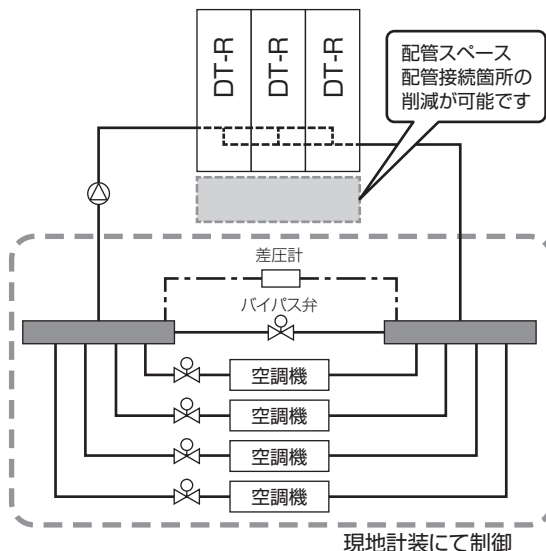 DT-R
DT-R
DT-R
配管スペース
配管接続箇所の
削減が可能です
差圧計
バイパス弁
空調機
空調機
空調機
空調機
現地計装にて制御